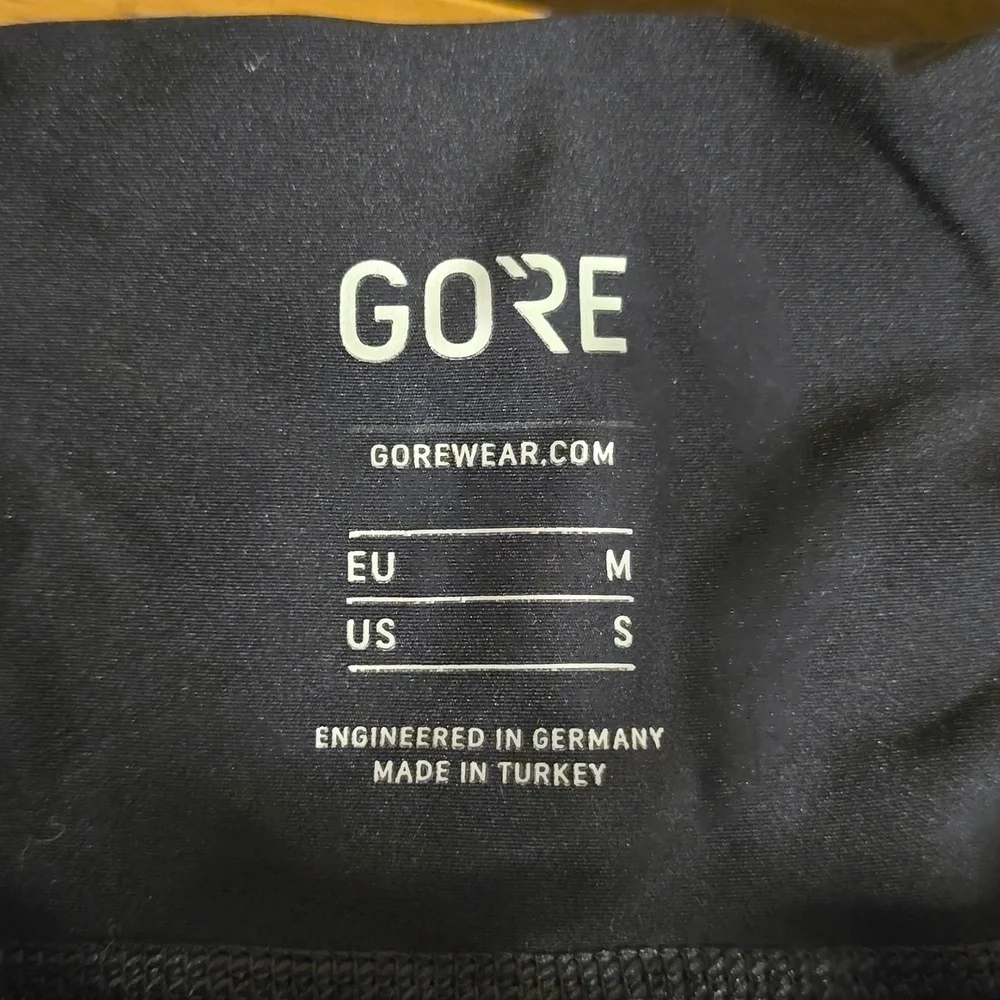 GORE
GOREWEAR.COM
EU M
US S
ENGINEERED IN GERMANY
MADE IN TURKEY